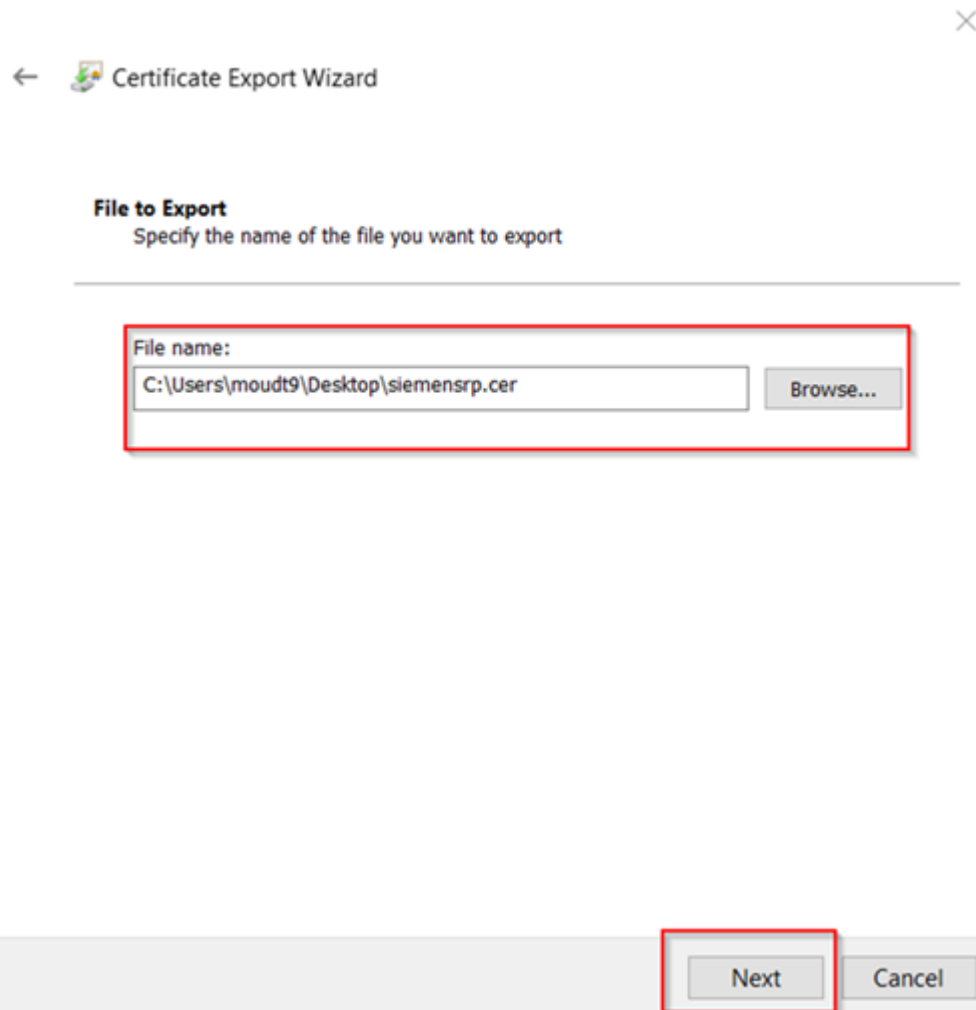 Certificate Export Wizard
File to Export
Specify the name of the file you want to export
File name:
C:\Users\moudt9\Desktop\siemensrp.cer
Browse...
Next
Cancel